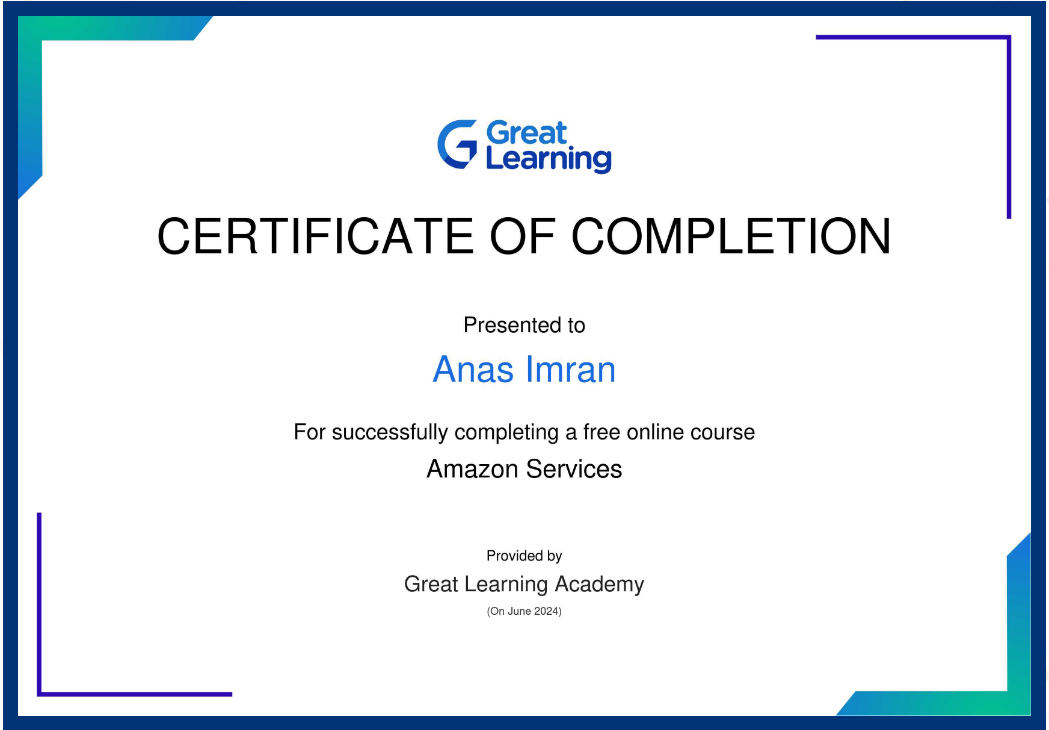 Great
Learning
CERTIFICATE OF COMPLETION
Presented to
Anas Imran
For successfully completing a free online course
Amazon Services
Provided by
Great Learning Academy
(On June 2024)